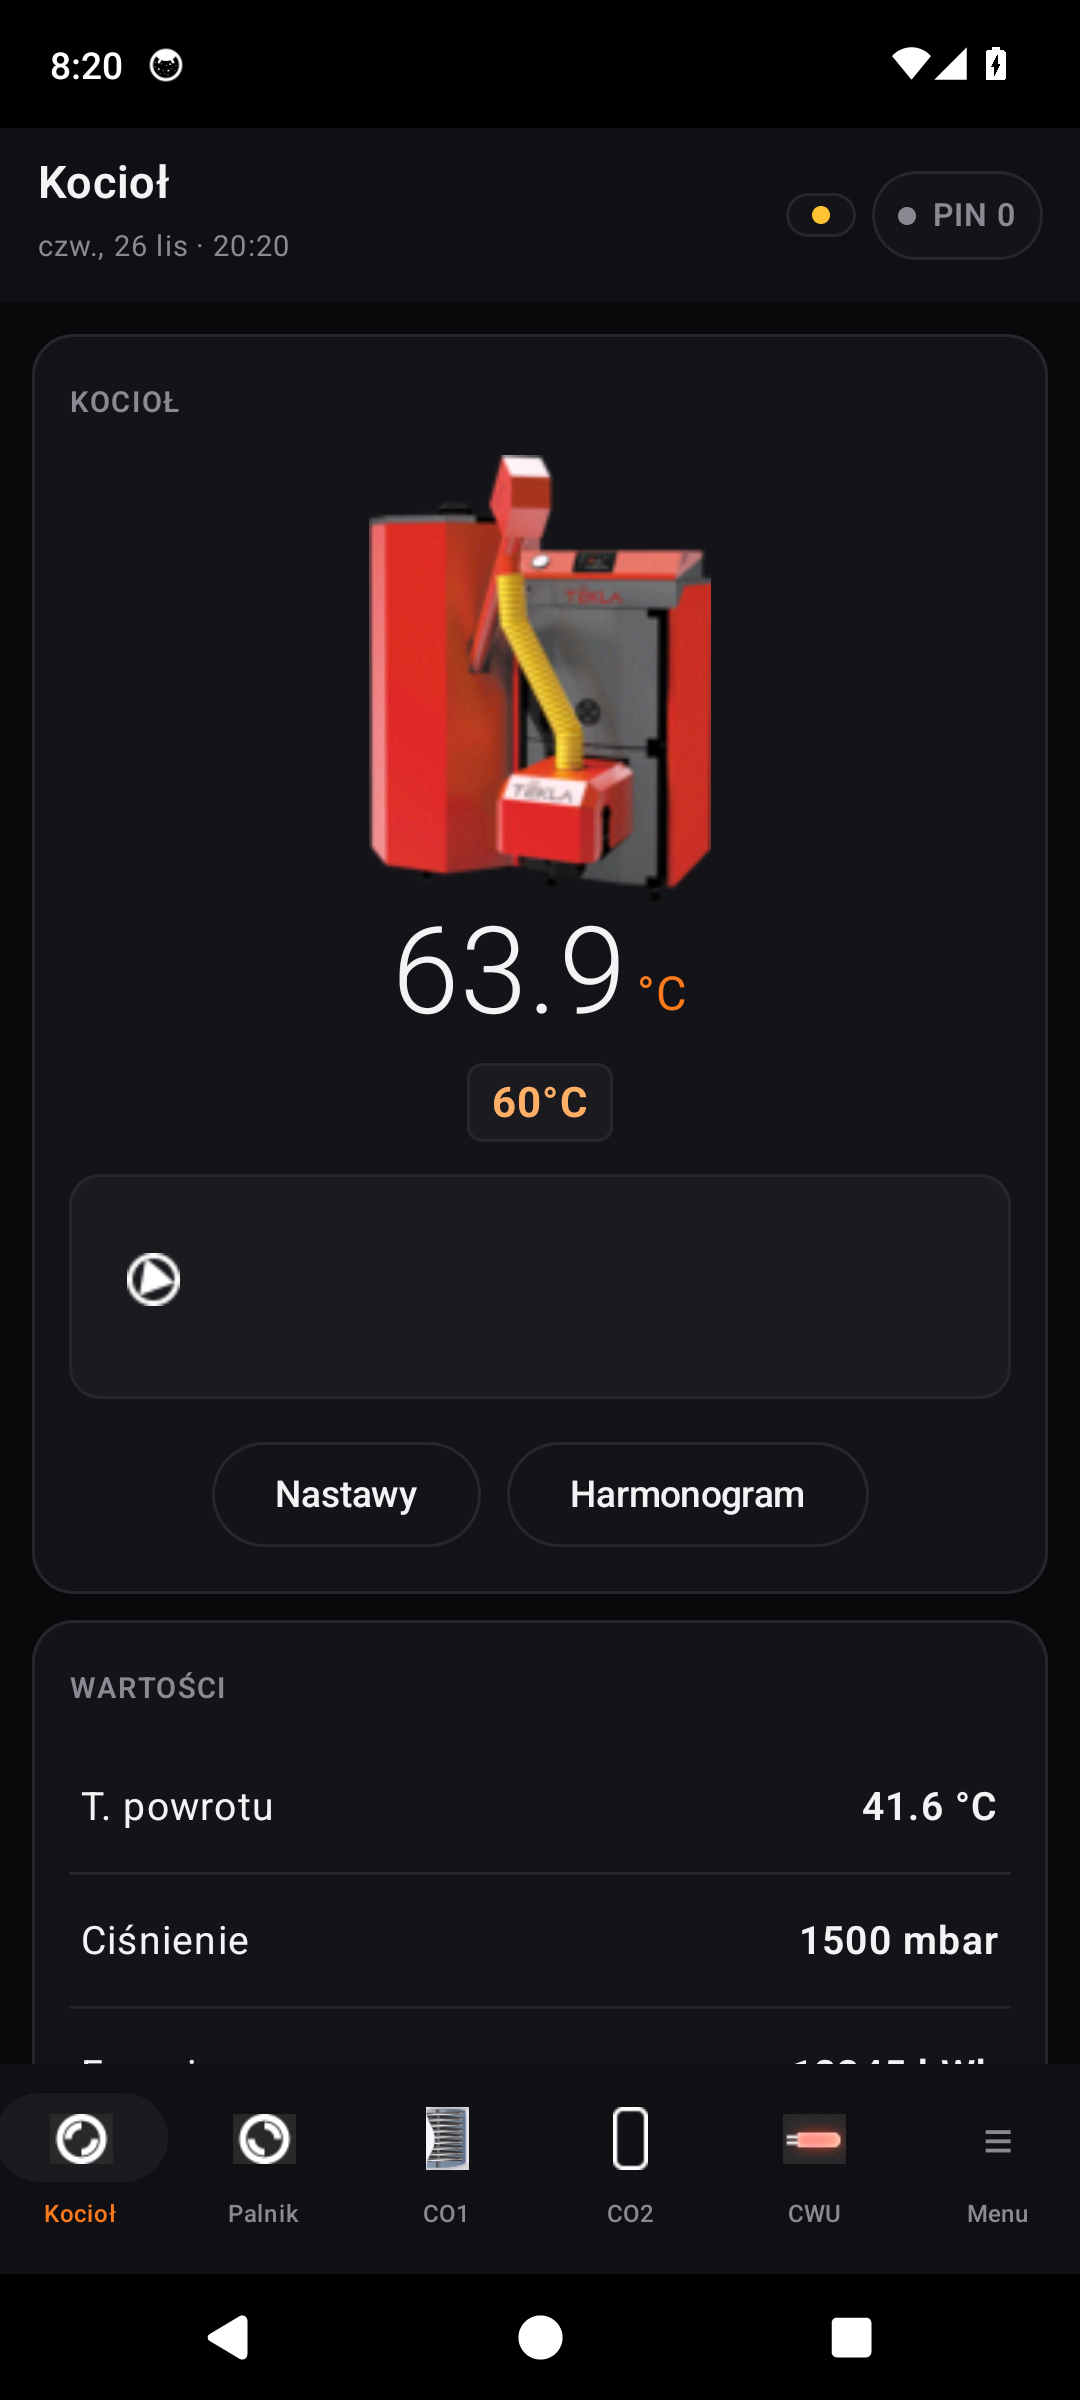 8:20
Kocioł
czw., 26 lis · 20:20
PIN 0
KOCIOŁ
TEKLA
TEKLA
63.9 °C
60°C
Nastawy
Harmonogram
WARTOŚCI
T. powrotu
41.6 °C
Ciśnienie
1500 mbar
Kocioł
Palnik
CO1
CO2
CWU
Menu